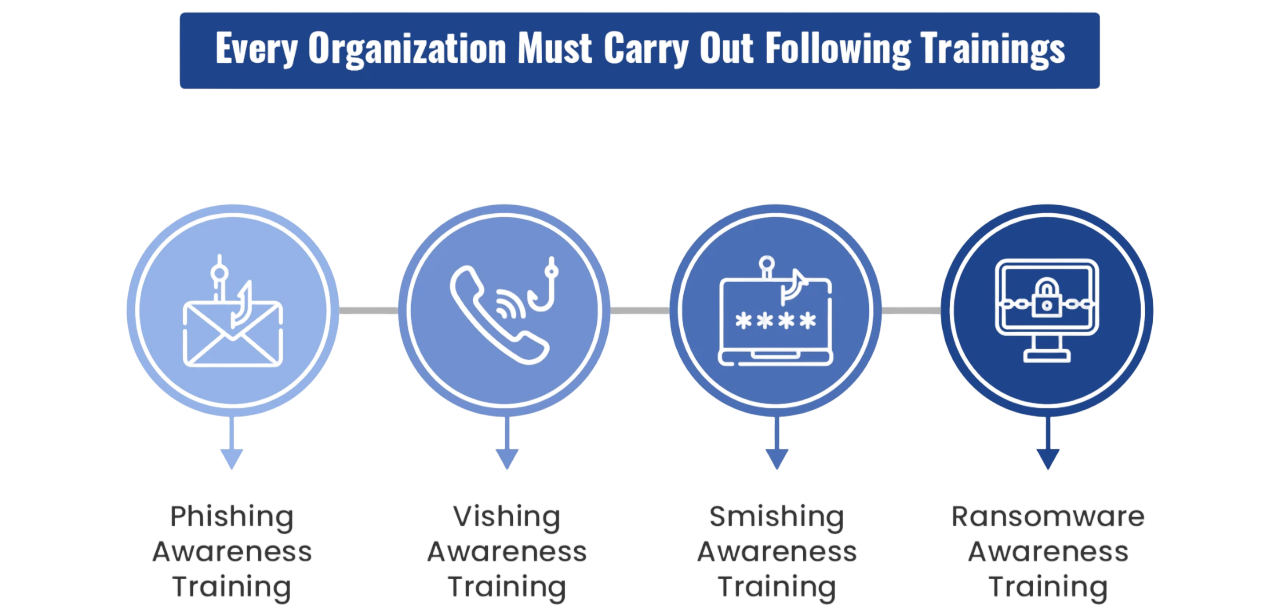 Every Organization Must Carry Out Following Trainings
****
Phishing
Awareness
Training
Vishing
Awareness
Training
Smishing
Awareness
Training
Ransomware
Awareness
Training